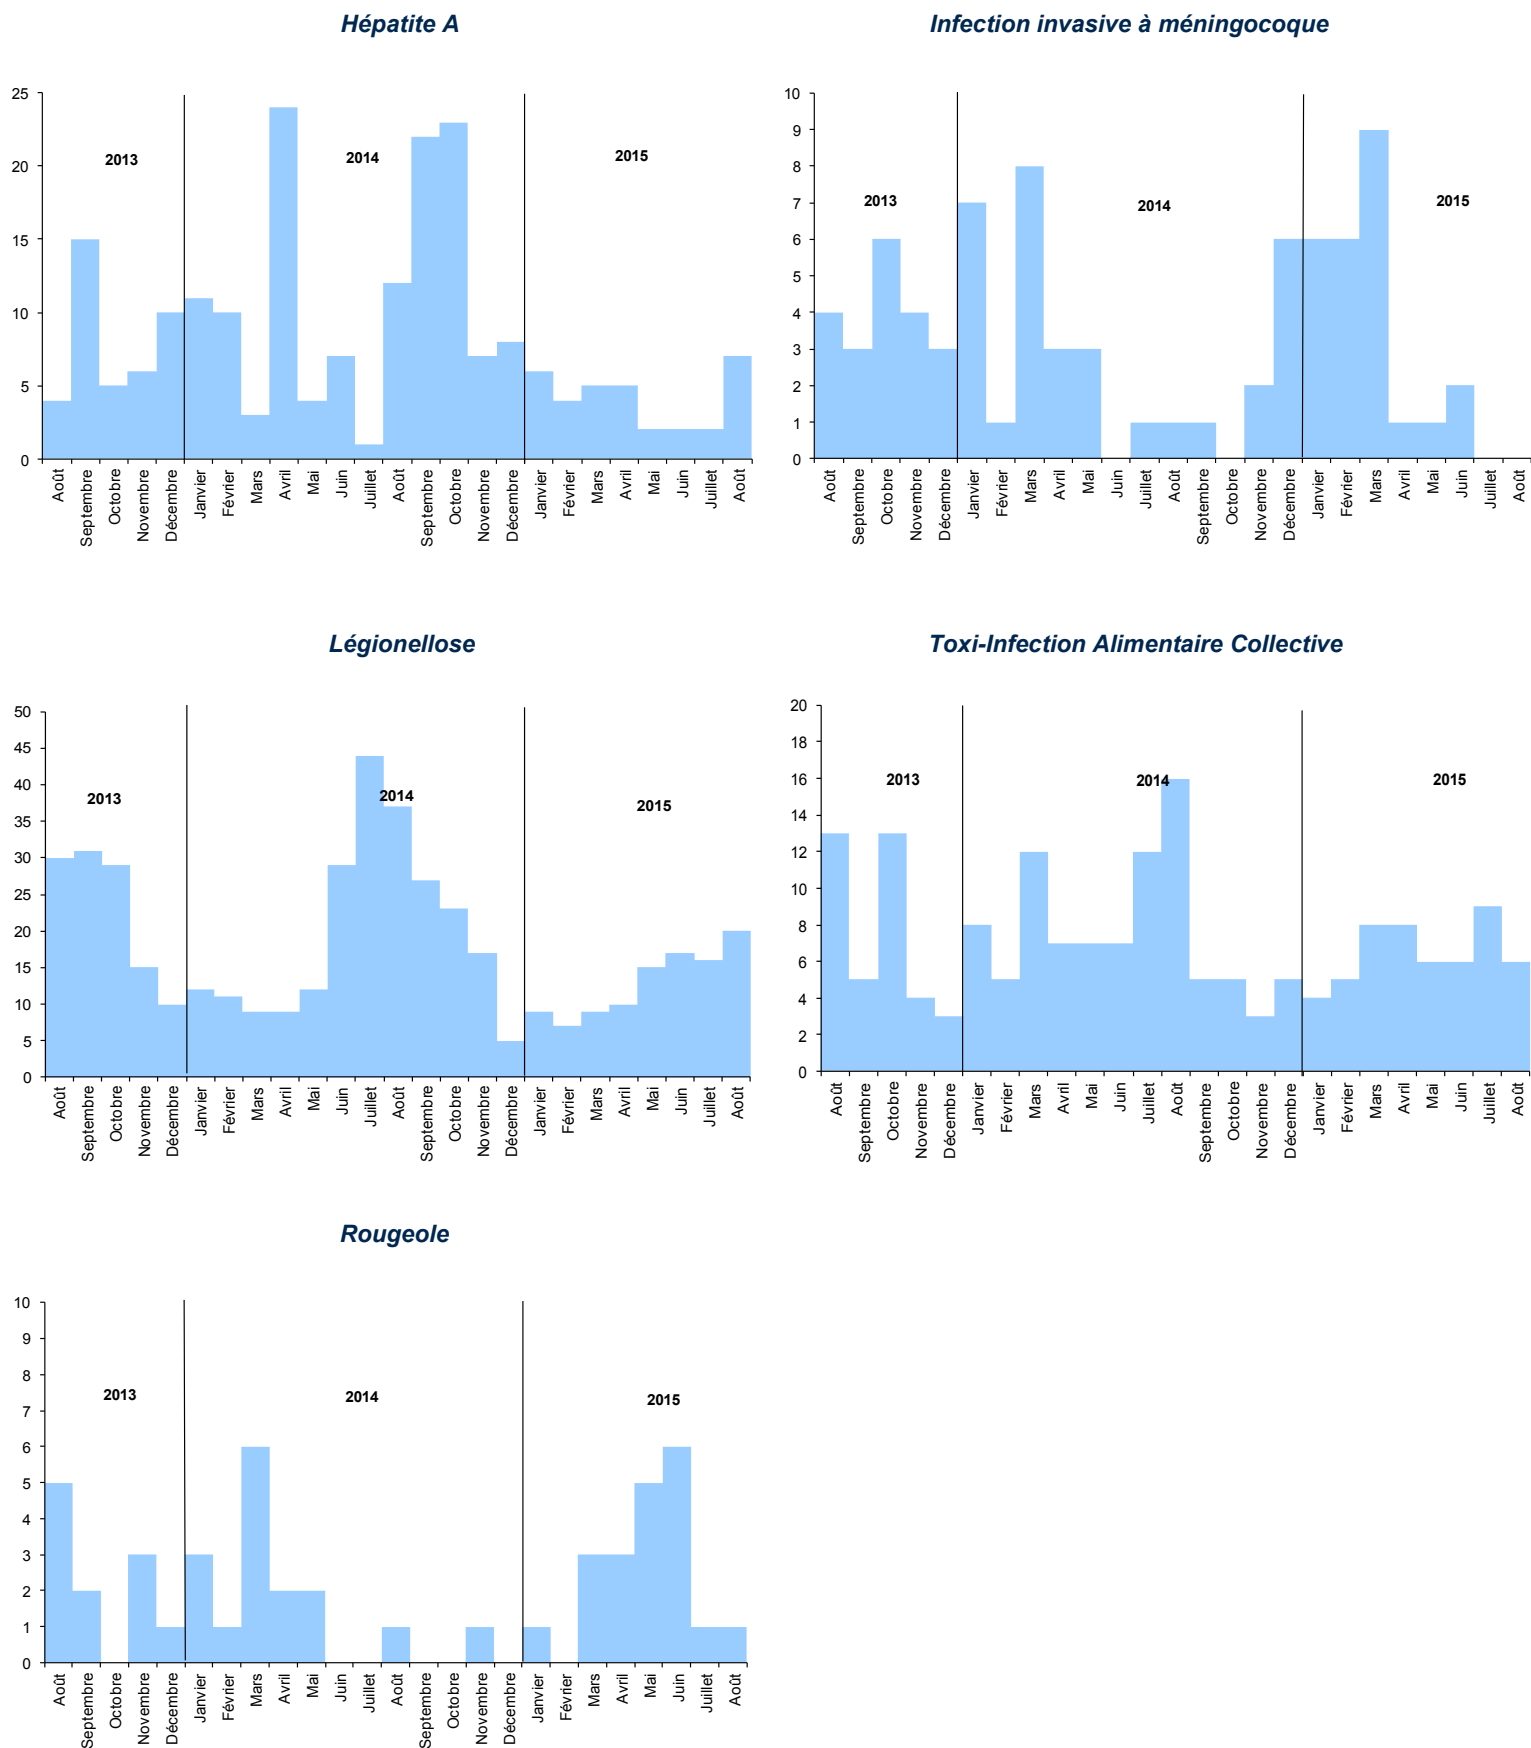 Hépatite A
25
20
15
10
5
0
2013
2014
2015
Août
Septembre
Octobre
Novembre
Décembre
Janvier
Février
Mars
Avril
Mai
Juin
Juillet
Août
Septembre
Octobre
Novembre
Décembre
Janvier
Février
Mars
Avril
Mai
Juin
Juillet
Août
Infection invasive à méningocoque
10
9
8
7
6
5
4
3
2
1
0
2013
2014
2015
Août
Septembre
Octobre
Novembre
Décembre
Janvier
Février
Mars
Avril
Mai
Juin
Juillet
Août
Septembre
Octobre
Novembre
Décembre
Janvier
Février
Mars
Avril
Mai
Juin
Juillet
Août
Légionellose
50
45
40
35
30
25
20
15
10
5
0
2013
2014
2015
Août
Septembre
Octobre
Novembre
Décembre
Janvier
Février
Mars
Avril
Mai
Juin
Juillet
Août
Septembre
Octobre
Novembre
Décembre
Janvier
Février
Mars
Avril
Mai
Juin
Juillet
Août
Toxi-Infection Alimentaire Collective
20
18
16
14
12
10
8
6
4
2
0
2013
2014
2015
Août
Septembre
Octobre
Novembre
Décembre
Janvier
Février
Mars
Avril
Mai
Juin
Juillet
Août
Septembre
Octobre
Novembre
Décembre
Janvier
Février
Mars
Avril
Mai
Juin
Juillet
Août
Rougeole
10
9
8
7
6
5
4
3
2
1
0
2013
2014
2015
Août
Septembre
Octobre
Novembre
Décembre
Janvier
Février
Mars
Avril
Mai
Juin
Juillet
Août
Septembre
Octobre
Novembre
Décembre
Janvier
Février
Mars
Avril
Mai
Juin
Juillet
Août